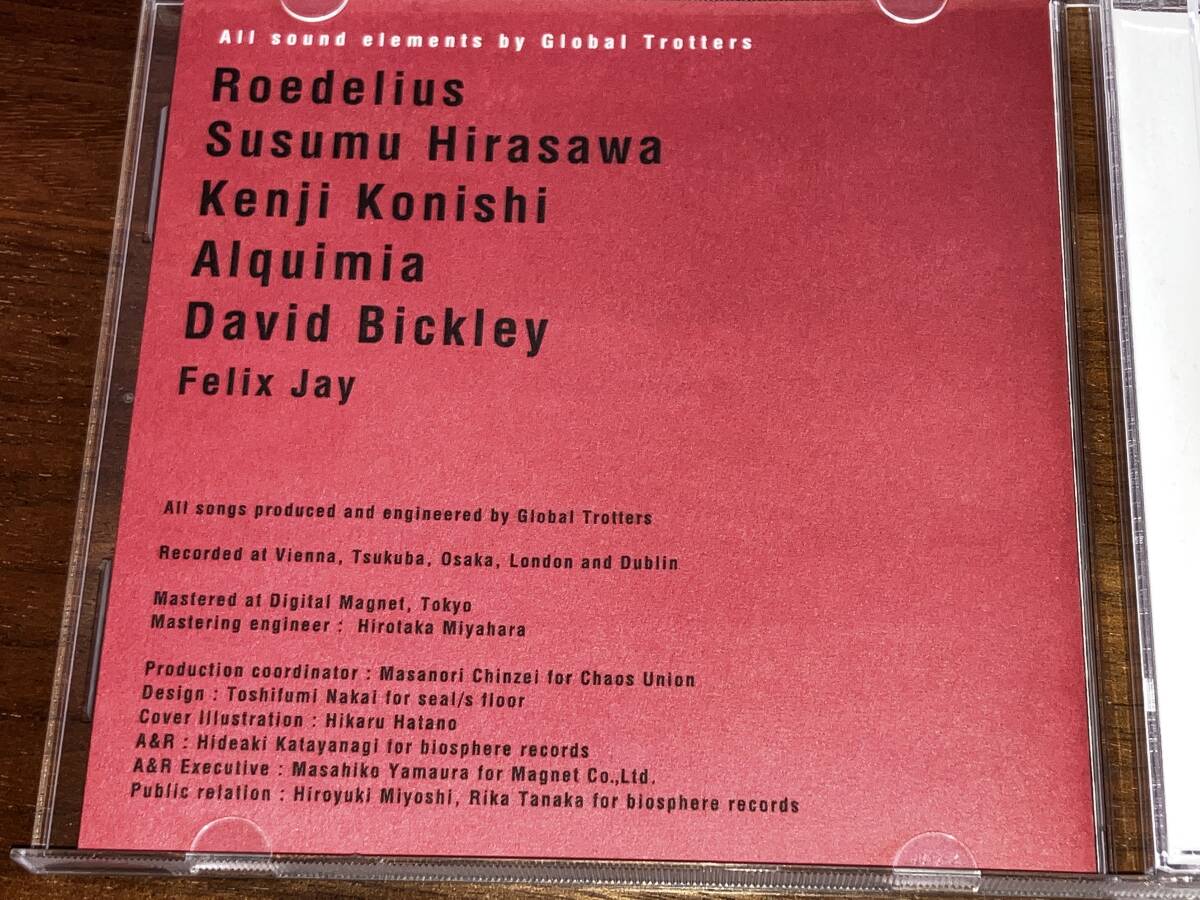 All sound elements by Global Trotters
Roedelius
Susumu Hirasawa
Kenji Konishi
Alquimia
David Bickley
Felix Jay
All songs produced and engineered by Global Trotters
Recorded at Vienna, Tsukuba, Osaka, London and Dublin
Mastered at Digital Magnet, Tokyo
Mastering engineer : Hirotaka Miyahara
Production coordinator : Masanori Chinzei for Chaos Union
Design : Toshifumi Nakai for seal/s floor
Cover Illustration : Hikaru Hatano
A&R : Hideaki Katayanagi for biosphere records
A&R Executive : Masahiko Yamaura for Magnet Co.,Ltd.
Public relation : Hiroyuki Miyoshi, Rika Tanaka for biosphere records